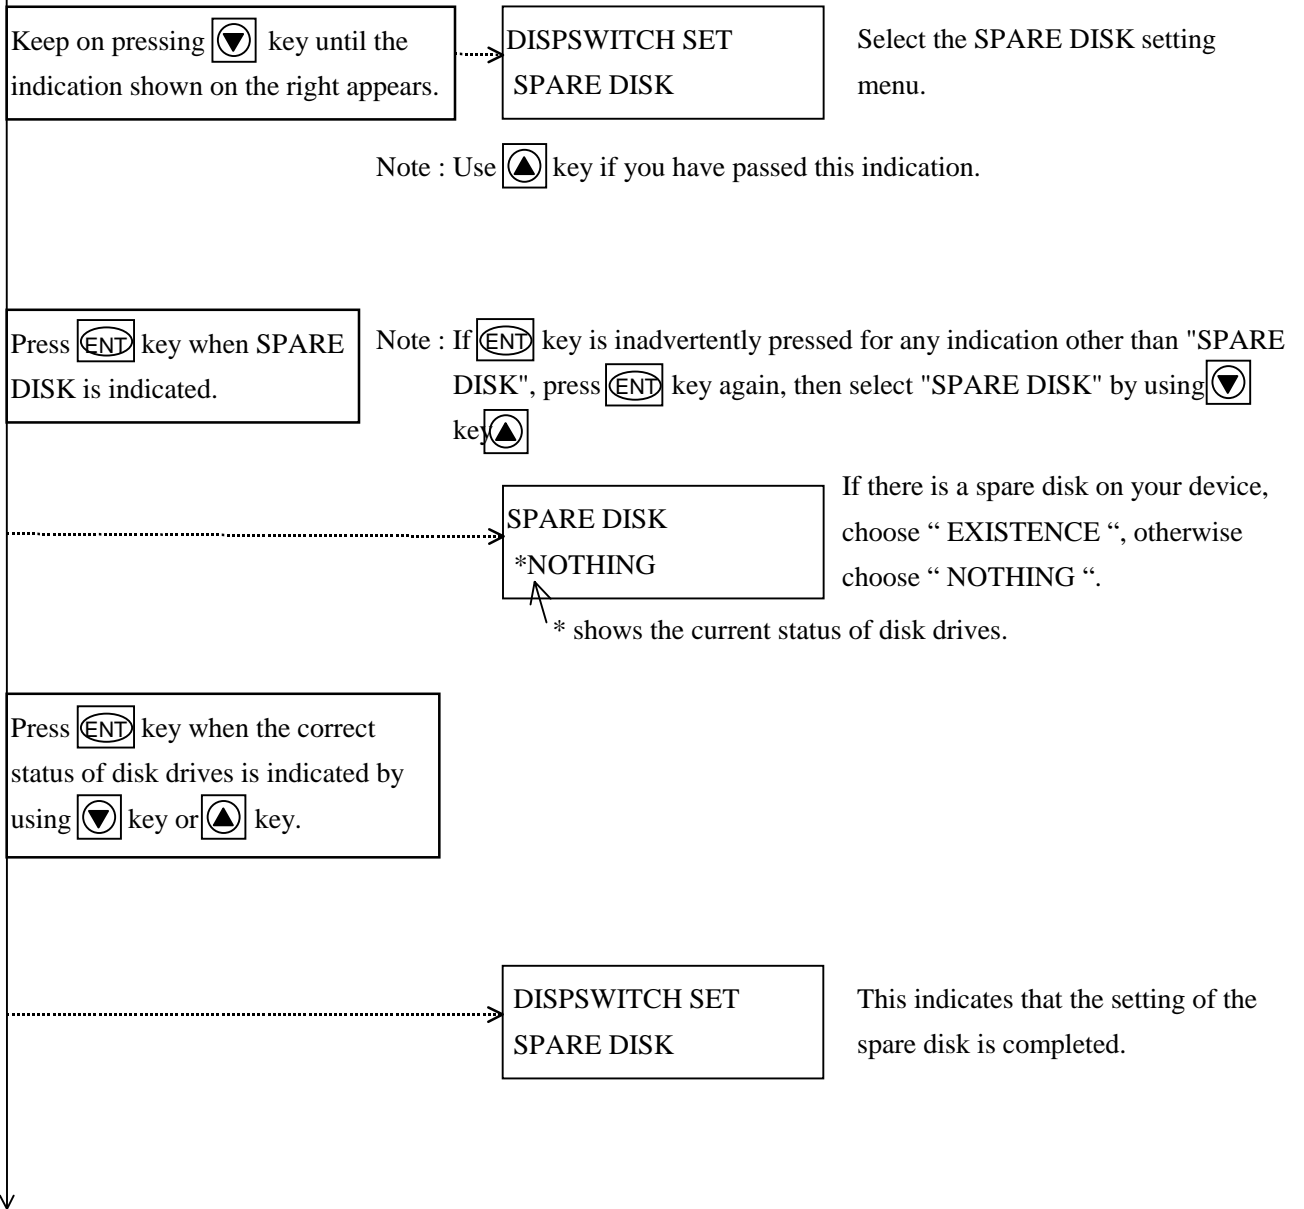 Keep on pressing ▼ key until the
indication shown on the right appears.
DISPSWITCH SET
SPARE DISK
Select the SPARE DISK setting
menu.
Note : Use ▲ key if you have passed this indication.
Press ENT key when SPARE
DISK is indicated.
Note : If ENT key is inadvertently pressed for any indication other than "SPARE
DISK", press ENT key again, then select "SPARE DISK" by using ▼
key ▲
SPARE DISK
*NOTHING
If there is a spare disk on your device,
choose “ EXISTENCE “, otherwise
choose “ NOTHING “.
* shows the current status of disk drives.
Press ENT key when the correct
status of disk drives is indicated by
using ▼ key or ▲ key.
DISPSWITCH SET
SPARE DISK
This indicates that the setting of the
spare disk is completed.